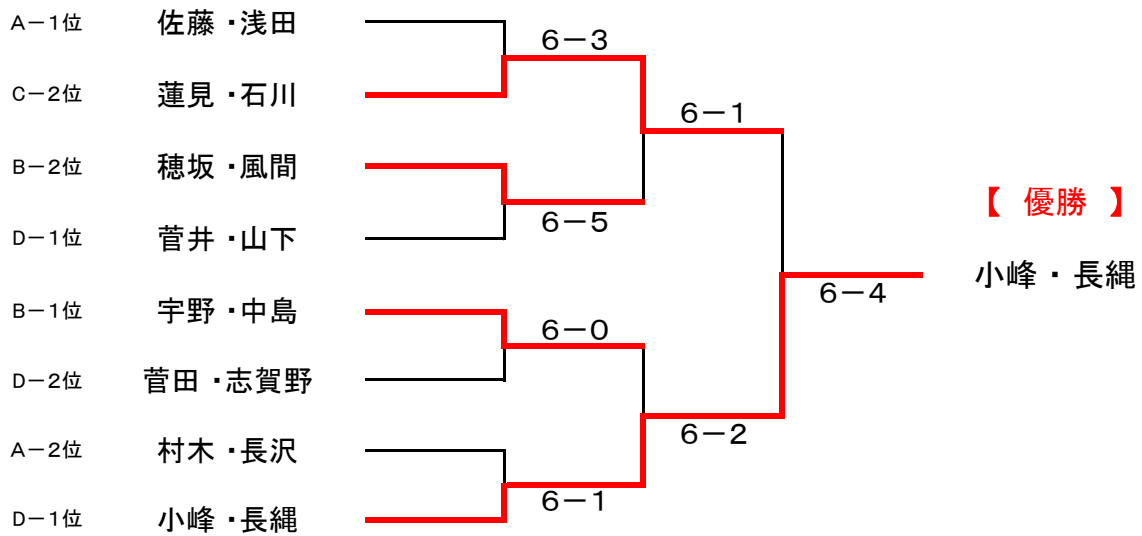 A－1位 佐藤・浅田
6－3
C－2位 蓮見・石川
6－1
B－2位 穂坂・風間
【 優勝 】
6－5
D－1位 菅井・山下
小峰・長縄
6－4
B－1位 宇野・中島
6－0
D－2位 菅田・志賀野
6－2
A－2位 村木・長沢
6－1
D－1位 小峰・長縄